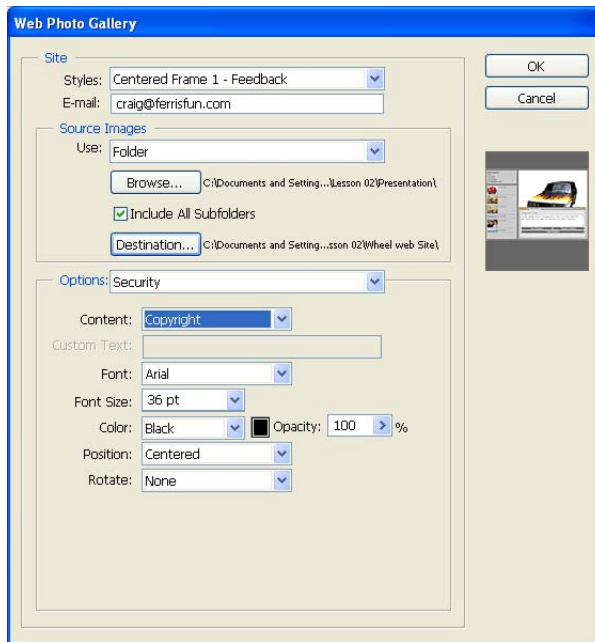 Web Photo Gallery
Site
Styles: Centered Frame 1 - Feedback
E-mail: craig@ferrisfun.com
Source Images
Use: Folder
Browse... C:\Documents and Setting...\Lesson 02\Presentation\
Include All Subfolders
Destination... C:\Documents and Setting...sson 02\Wheel web Site\
Options: Security
Content: Copyright
Custom Text:
Font: Arial
Font Size: 36 pt
Color: Black Opacity: 100 %
Position: Centered
Rotate: None
OK
Cancel